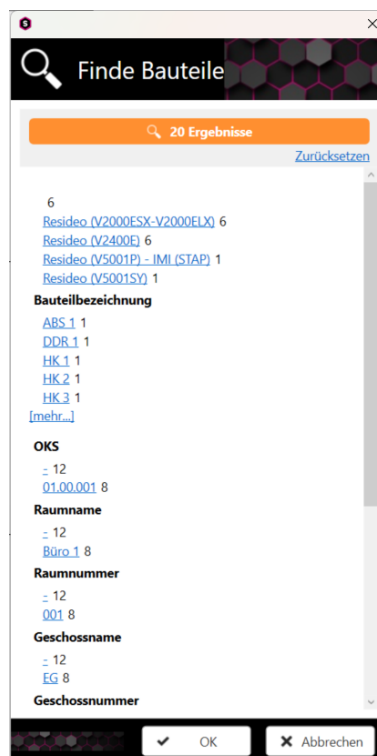 S
Finde Bauteile
20 Ergebnisse
Zurücksetzen
6
Resideo (V2000ESX-V2000ELX) 6
Resideo (V2400E) 6
Resideo (V5001P) - IMI (STAP) 1
Resideo (V5001SY) 1
Bauteilbezeichnung
ABS 1 1
DDR 1 1
HK 1 1
HK 2 1
HK 3 1
[mehr...]
OKS
- 12
01.00.001 8
Raumname
- 12
Büro 1 8
Raumnummer
- 12
001 8
Geschossname
- 12
EG 8
Geschossnummer
OK
Abbrechen